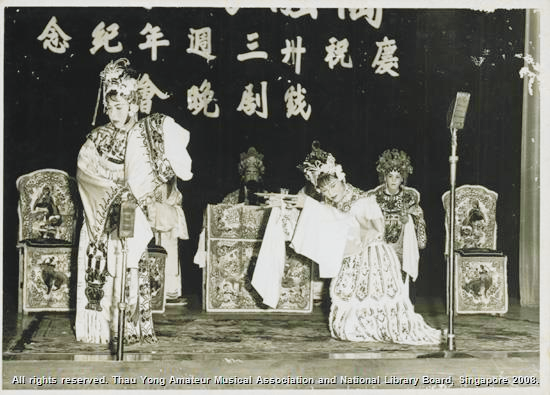 慶祝卅三週年紀念
戲劇晚會
All rights reserved. Thau Yong Amateur Musical Association and National Library Board, Singapore 2008.